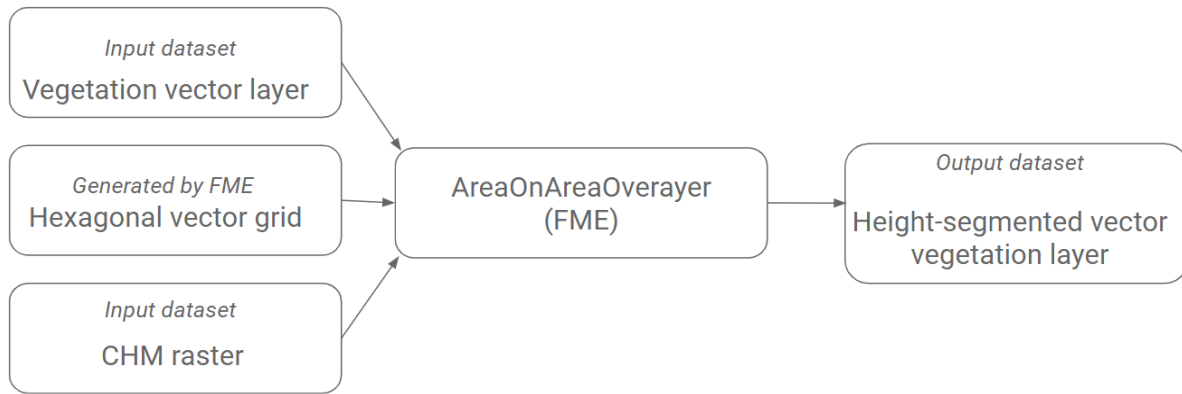 Input dataset
Vegetation vector layer
Generated by FME
Hexagonal vector grid
Input dataset
CHM raster
AreaOnAreaOverayer
(FME)
Output dataset
Height-segmented vector
vegetation layer